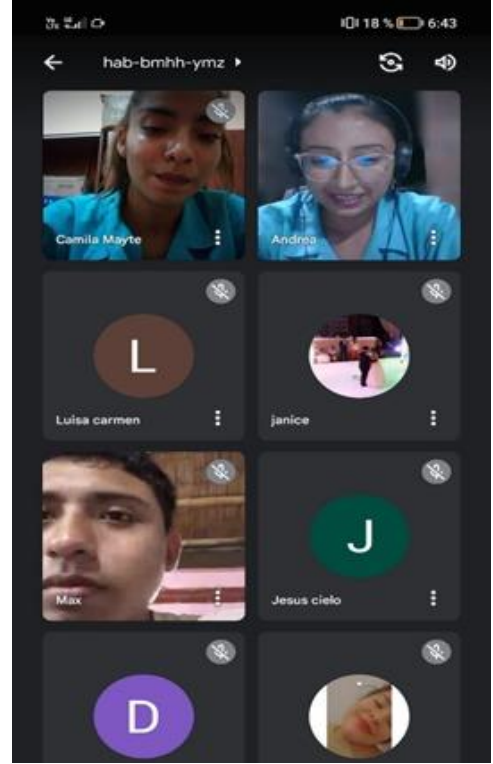 18 % 6:43
hab-bmhh-ymz
Camila Mayte
Andrea
L
Luisa carmen
janice
Max
J
Jesus cielo
D